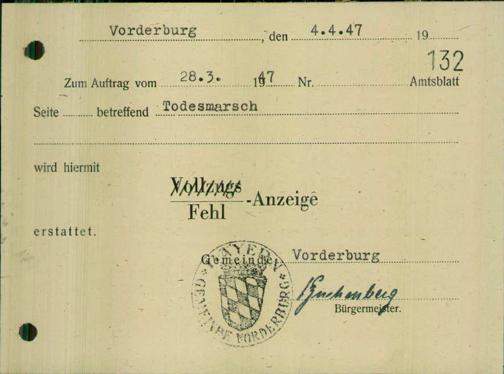 Vorderburg, den 4.4.47 19
132
Zum Auftrag vom 28.3. 1947 Nr. Amtsblatt
Seite betreffend Todesmarsch
wird hiermit
Vollzugs
Fehl -Anzeige
erstattet.
Gemeinde Vorderburg
BAYERN
GEMEINDE VORDERBURG
Bürgermeister.